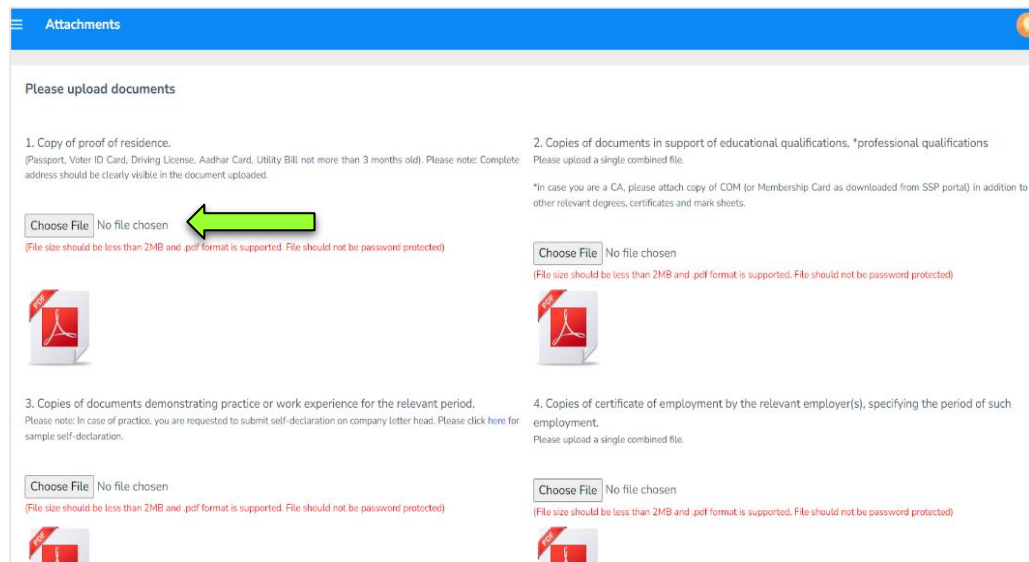 Attachments
Please upload documents
1. Copy of proof of residence.
(Passport, Voter ID Card, Driving License, Aadhar Card, Utility Bill not more than 3 months old). Please note: Complete
address should be clearly visible in the document uploaded.
Choose File No file chosen
(File size should be less than 2MB and .pdf format is supported. File should not be password protected)
PDF
2. Copies of documents in support of educational qualifications, *professional qualifications
Please upload a single combined file.
*in case you are a CA, please attach copy of COM (or Membership Card as downloaded from SSP portal) in addition to
other relevant degrees, certificates and mark sheets.
Choose File No file chosen
(File size should be less than 2MB and .pdf format is supported. File should not be password protected)
PDF
3. Copies of documents demonstrating practice or work experience for the relevant period.
Please note: In case of practice, you are requested to submit self-declaration on company letter head. Please click here for
sample self-declaration.
Choose File No file chosen
(File size should be less than 2MB and .pdf format is supported. File should not be password protected)
PDF
4. Copies of certificate of employment by the relevant employer(s), specifying the period of such
employment.
Please upload a single combined file.
Choose File No file chosen
(File size should be less than 2MB and .pdf format is supported. File should not be password protected)
PDF